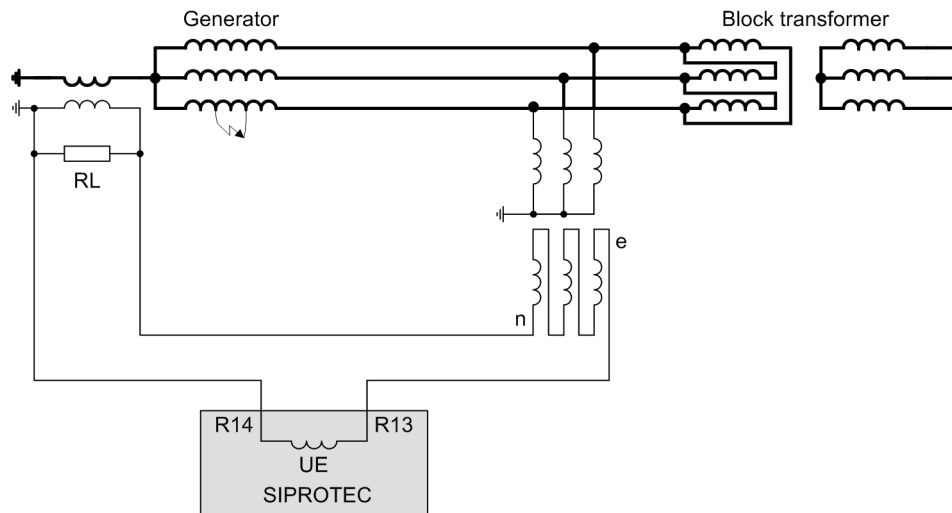 Generator
Block transformer
RL
e
n
R14
R13
UE
SIPROTEC